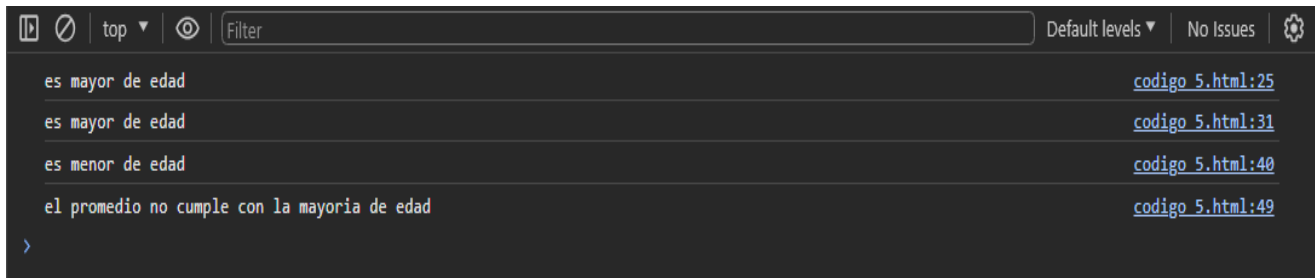 top Filter Default levels No Issues
es mayor de edad codigo 5.html:25
es mayor de edad codigo 5.html:31
es menor de edad codigo 5.html:40
el promedio no cumple con la mayoria de edad codigo 5.html:49